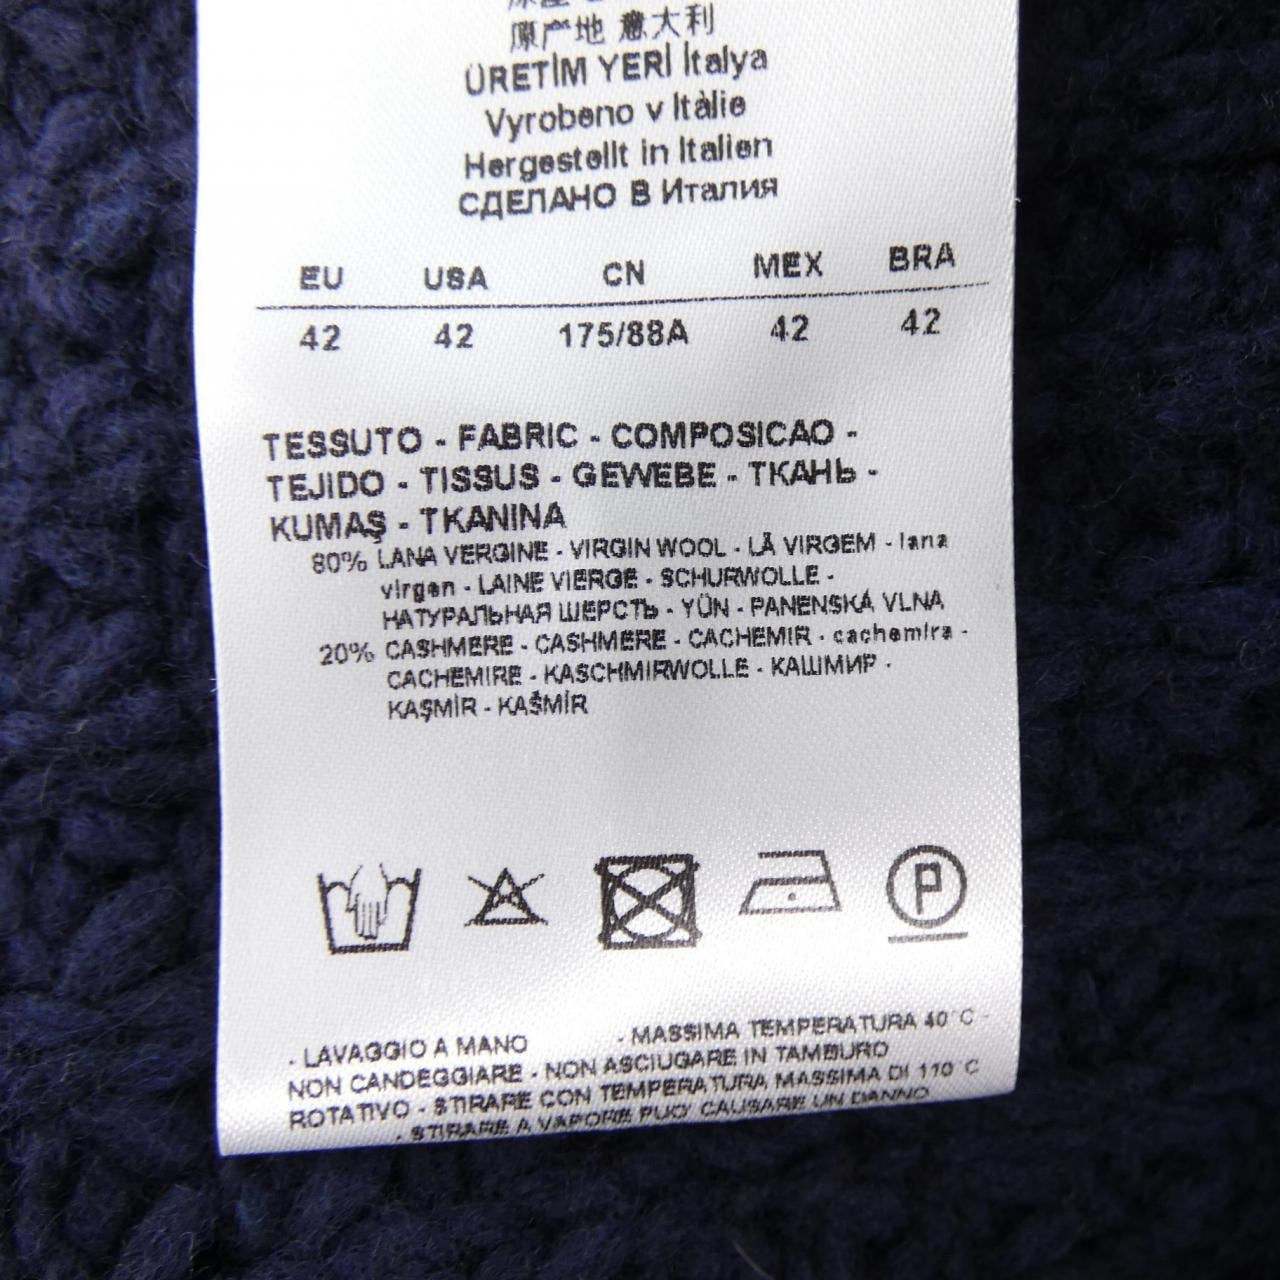 原产地 意大利
ÜRETİM YERİ İtalya
Vyrobeno v Itàlie
Hergestellt in Italien
СДЕЛАНО В Италия
EU USA CN MEX BRA
42 42 175/88A 42 42
TESSUTO - FABRIC - COMPOSICAO -
TEJIDO - TISSUS - GEWEBE - ТКАНЬ -
KUMAŞ - TKANINA
80% LANA VERGINE - VIRGIN WOOL - LÃ VIRGEM - lana
virgen - LAINE VIERGE - SCHURWOLLE -
НАТУРАЛЬНАЯ ШЕРСТЬ - YÜN - PANENSKÁ VLNA
20% CASHMERE - CASHMERE - CACHEMIR - cachemira -
CACHEMIRE - KASCHMIRWOLLE - КАШМИР -
KAŞMİR - KAŠMÍR
P
- LAVAGGIO A MANO - MASSIMA TEMPERATURA 40°C -
NON CANDEGGIARE - NON ASCIUGARE IN TAMBURO
ROTATIVO - STIRARE CON TEMPERATURA MASSIMA DI 110°C
- STIRARE A VAPORE PUO' CAUSARE UN DANNO